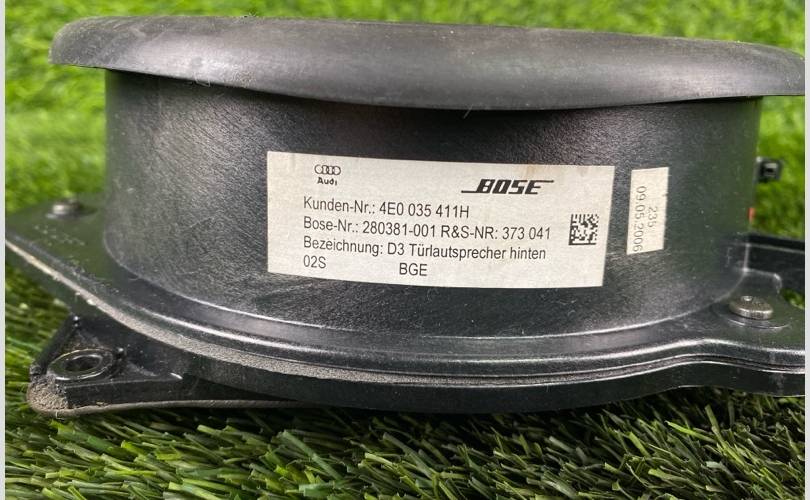 Audi
BOSE
Kunden-Nr.: 4E0 035 411H
Bose-Nr.: 280381-001 R&S-NR: 373 041
Bezeichnung: D3 Türlautsprecher hinten
02S BGE
235
09.05.2006